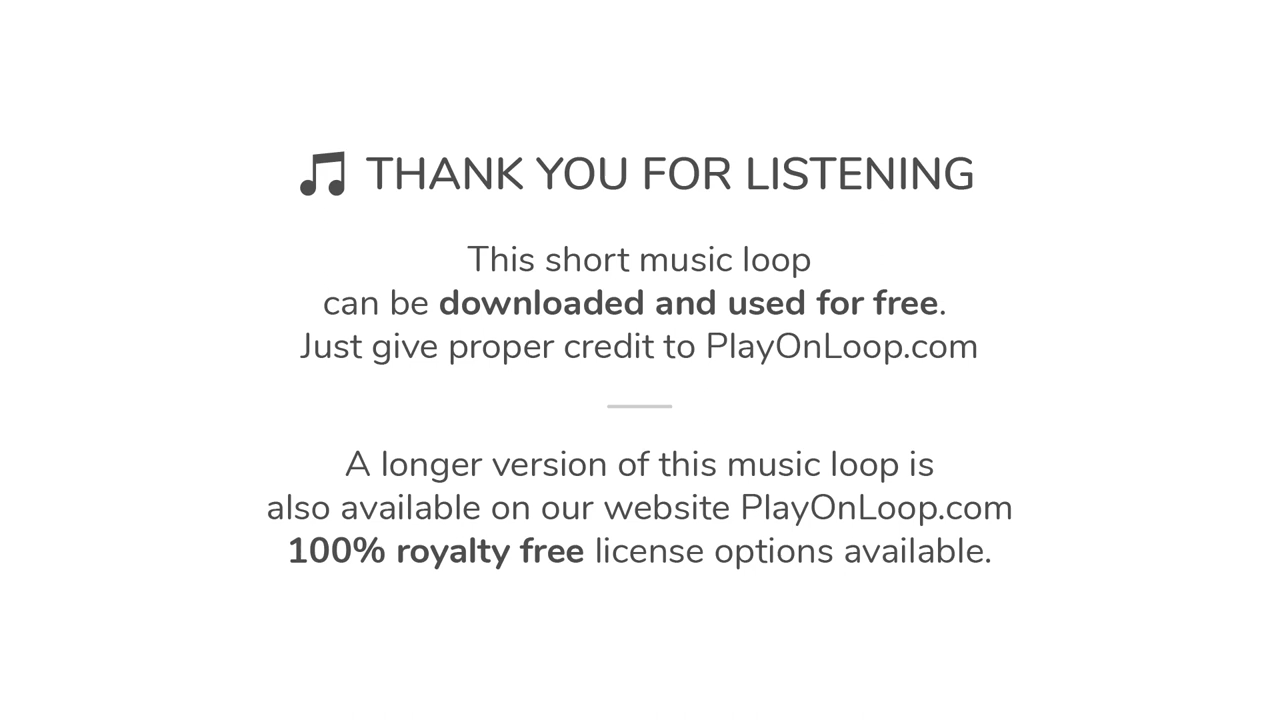 THANK YOU FOR LISTENING
This short music loop
can be downloaded and used for free.
Just give proper credit to PlayOnLoop.com
A longer version of this music loop is
also available on our website PlayOnLoop.com
100% royalty free license options available.